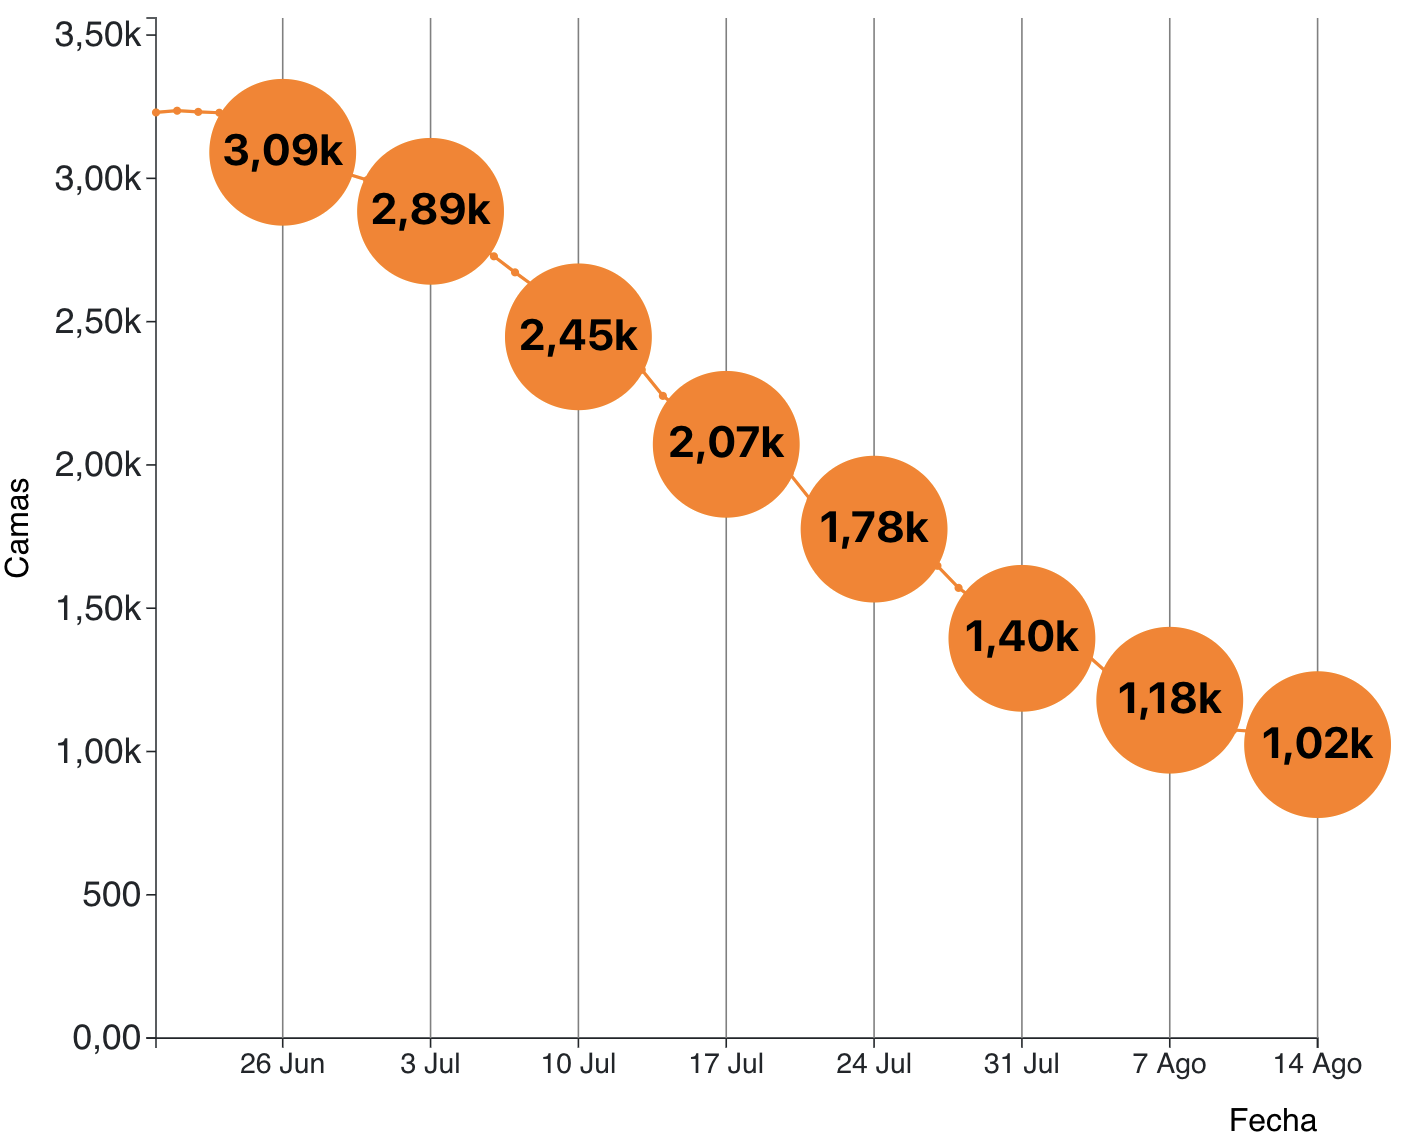 3,50k
3,00k
2,50k
2,00k
1,50k
1,00k
500
0,00
Camas
3,09k
2,89k
2,45k
2,07k
1,78k
1,40k
1,18k
1,02k
26 Jun 3 Jul 10 Jul 17 Jul 24 Jul 31 Jul 7 Ago 14 Ago
Fecha